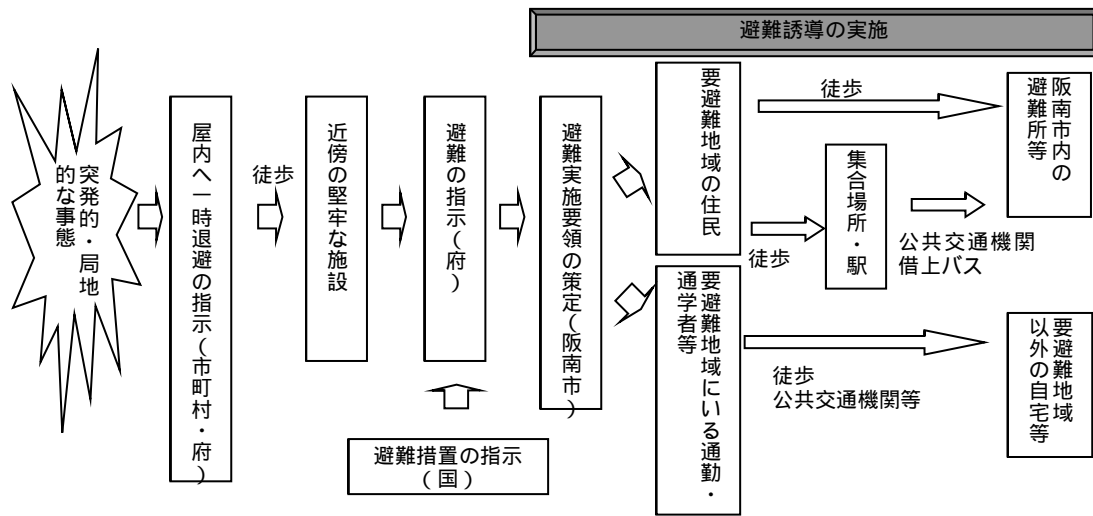 避難誘導の実施
突発的・局地
的な事態
屋内へ一時退避の指示(市町村・府)
徒歩
近傍の堅牢な施設
避難の指示(府)
避難措置の指示
(国)
避難実施要領の策定(阪南市)
要避難地域の住民
徒歩
阪南市内の
避難所等
徒歩
集合場所・駅
公共交通機関
借上バス
要避難地域にいる通勤・
通学者等
徒歩
公共交通機関等
要避難地域
以外の自宅等